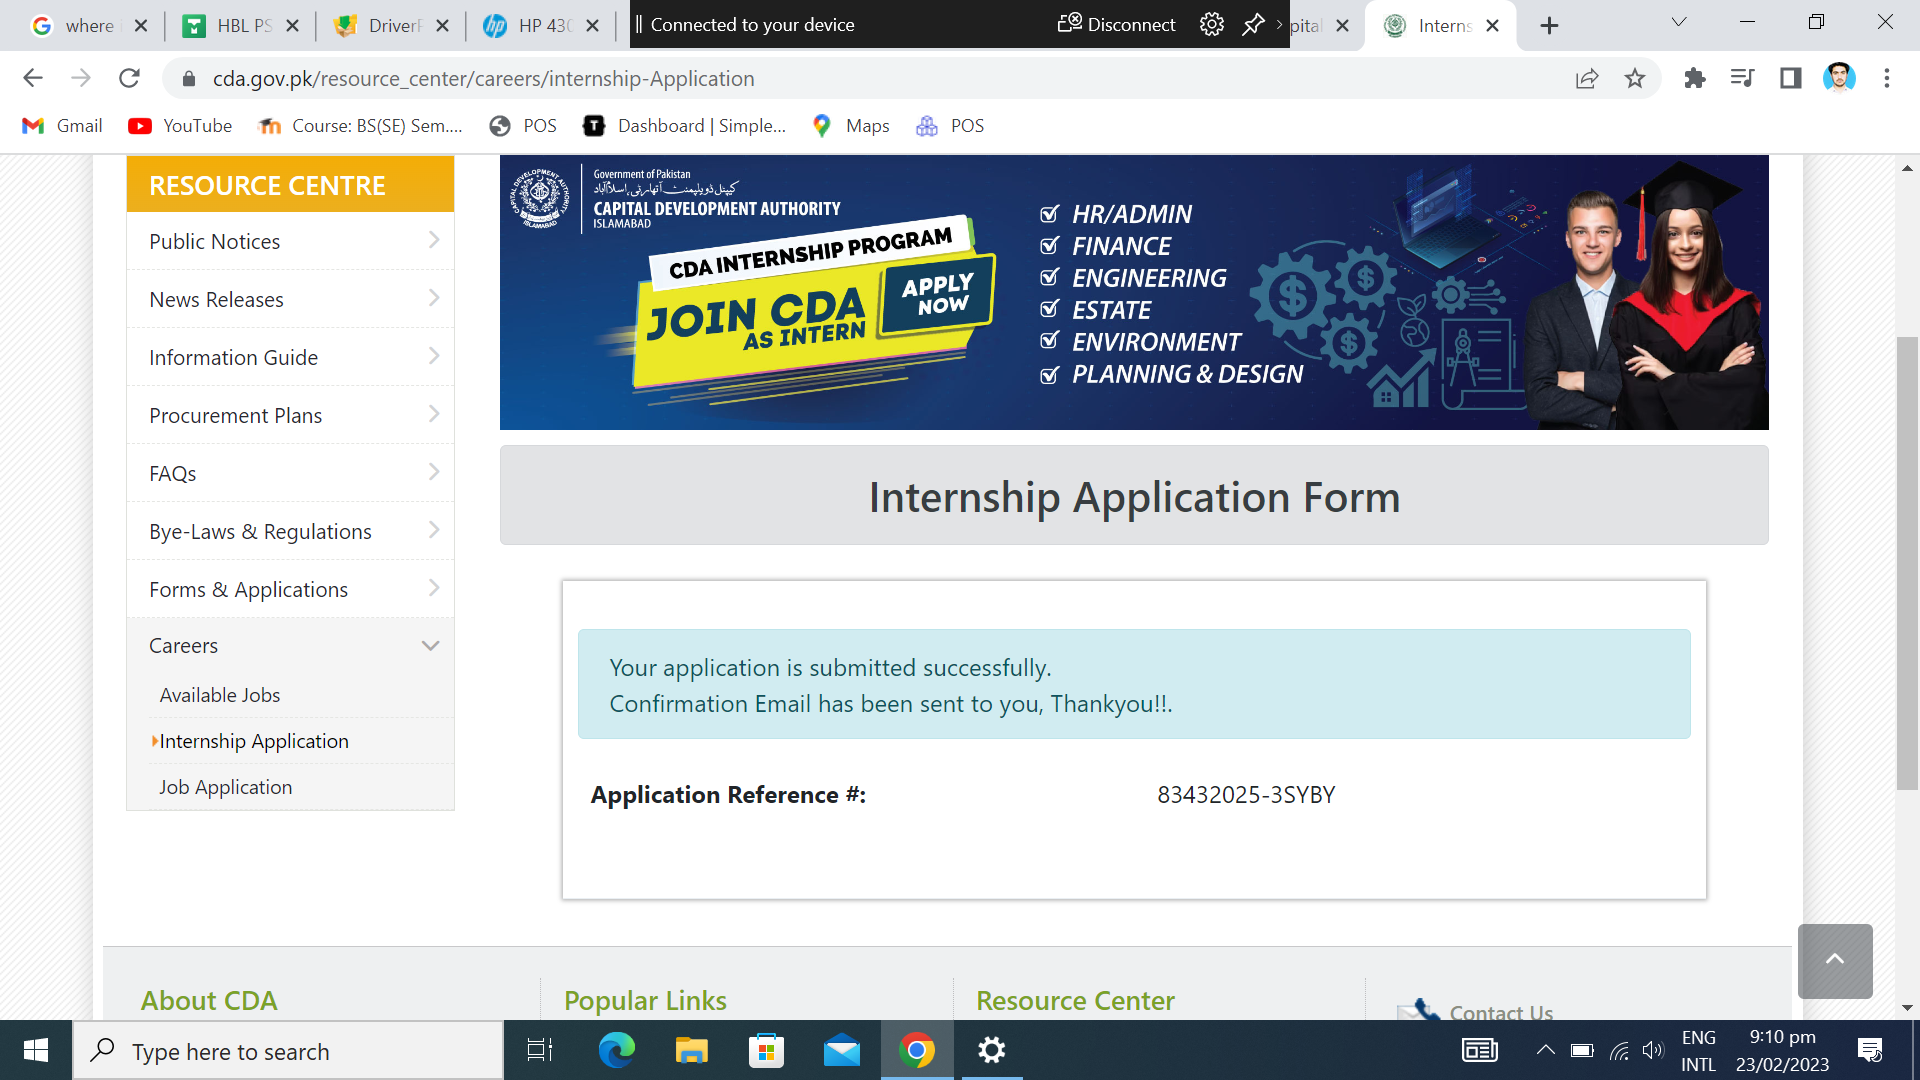 where
HBL PS
DriverF
HP 430
Connected to your device
Disconnect
pital
Interns
cda.gov.pk/resource_center/careers/internship-Application
Gmail
YouTube
Course: BS(SE) Sem....
POS
Dashboard | Simple...
Maps
POS
RESOURCE CENTRE
Public Notices
News Releases
Information Guide
Procurement Plans
FAQs
Bye-Laws & Regulations
Forms & Applications
Careers
Available Jobs
Internship Application
Job Application
CAPITAL DEVELOPMENT AUTHORITY
ISLAMABAD
Government of Pakistan
کیپٹل ڈویلپمنٹ اتھارٹی، اسلام آباد
CAPITAL DEVELOPMENT AUTHORITY
ISLAMABAD
CDA INTERNSHIP PROGRAM
JOIN CDA
AS INTERN
APPLY
NOW
HR/ADMIN
FINANCE
ENGINEERING
ESTATE
ENVIRONMENT
PLANNING & DESIGN
Internship Application Form
Your application is submitted successfully.
Confirmation Email has been sent to you, Thankyou!!.
Application Reference #: 83432025-3SYBY
About CDA
Popular Links
Resource Center
Contact Us
Type here to search
ENG
INTL
9:10 pm
23/02/2023